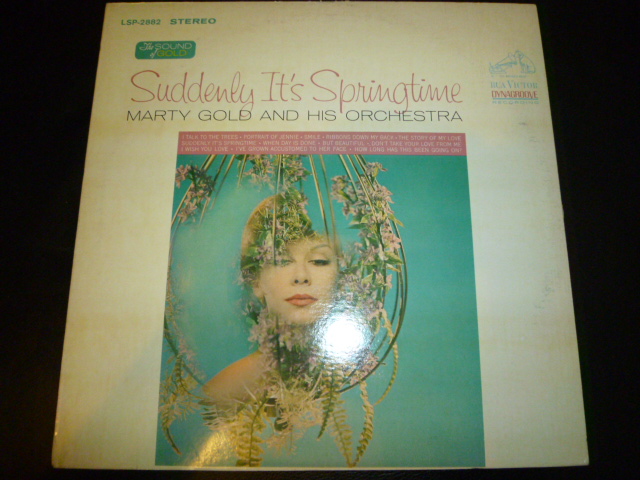 LSP-2882 STEREO
The SOUND of GOLD
Suddenly It's Springtime
MARTY GOLD AND HIS ORCHESTRA
RCA VICTOR
DYNAGROOVE
RECORDING
I TALK TO THE TREES • PORTRAIT OF JENNIE • SMILE • RIBBONS DOWN MY BACK • THE STORY OF MY LOVE
SUDDENLY IT'S SPRINGTIME • WHEN DAY IS DONE • BUT BEAUTIFUL • DON'T TAKE YOUR LOVE FROM ME
I WISH YOU LOVE • I'VE GROWN ACCUSTOMED TO HER FACE • HOW LONG HAS THIS BEEN GOING ON?